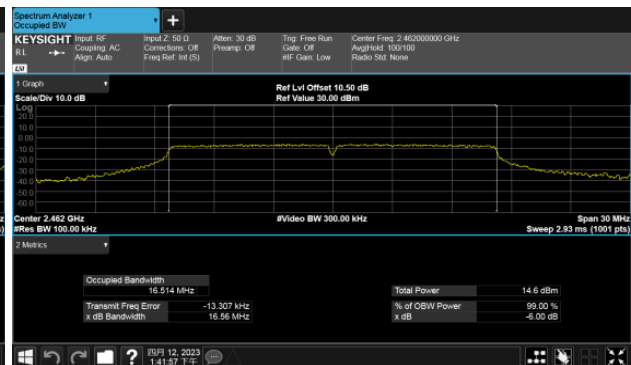 Spectrum Analyzer 1
Occupied BW
+
KEYSIGHT
RL
Input: RF
Coupling: AC
Align: Auto
Input Z: 50 Ω
Corrections: Off
Freq Ref: Int (S)
Atten: 30 dB
Preamp: Off
Trig: Free Run
Gate: Off
#IF Gain: Low
Center Freq: 2.462000000 GHz
Avg|Hold: 100/100
Radio Std: None
LXI
1 Graph
Scale/Div 10.0 dB
Ref Lvl Offset 10.50 dB
Ref Value 30.00 dBm
Log
20.0
10.0
0.00
-10.0
-20.0
-30.0
-40.0
-50.0
-60.0
Center 2.462 GHz
#Res BW 100.00 kHz
#Video BW 300.00 kHz
Span 30 MHz
Sweep 2.93 ms (1001 pts)
2 Metrics
Occupied Bandwidth
16.514 MHz
Total Power 14.6 dBm
Transmit Freq Error -13.307 kHz
% of OBW Power 99.00 %
x dB Bandwidth 16.56 MHz
x dB -6.00 dB
?
四月 12, 2023
1:41:57 下午